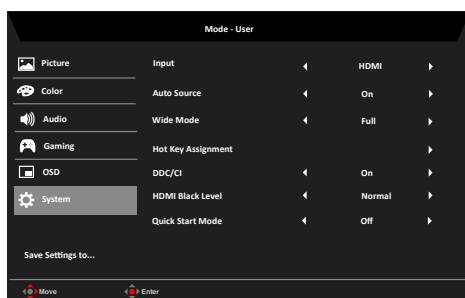 Mode - User
Picture
Input HDMI
Color
Auto Source On
Audio
Wide Mode Full
Gaming
Hot Key Assignment
OSD
DDC/CI On
System
HDMI Black Level Normal
Quick Start Mode Off
Save Settings to...
Move Enter